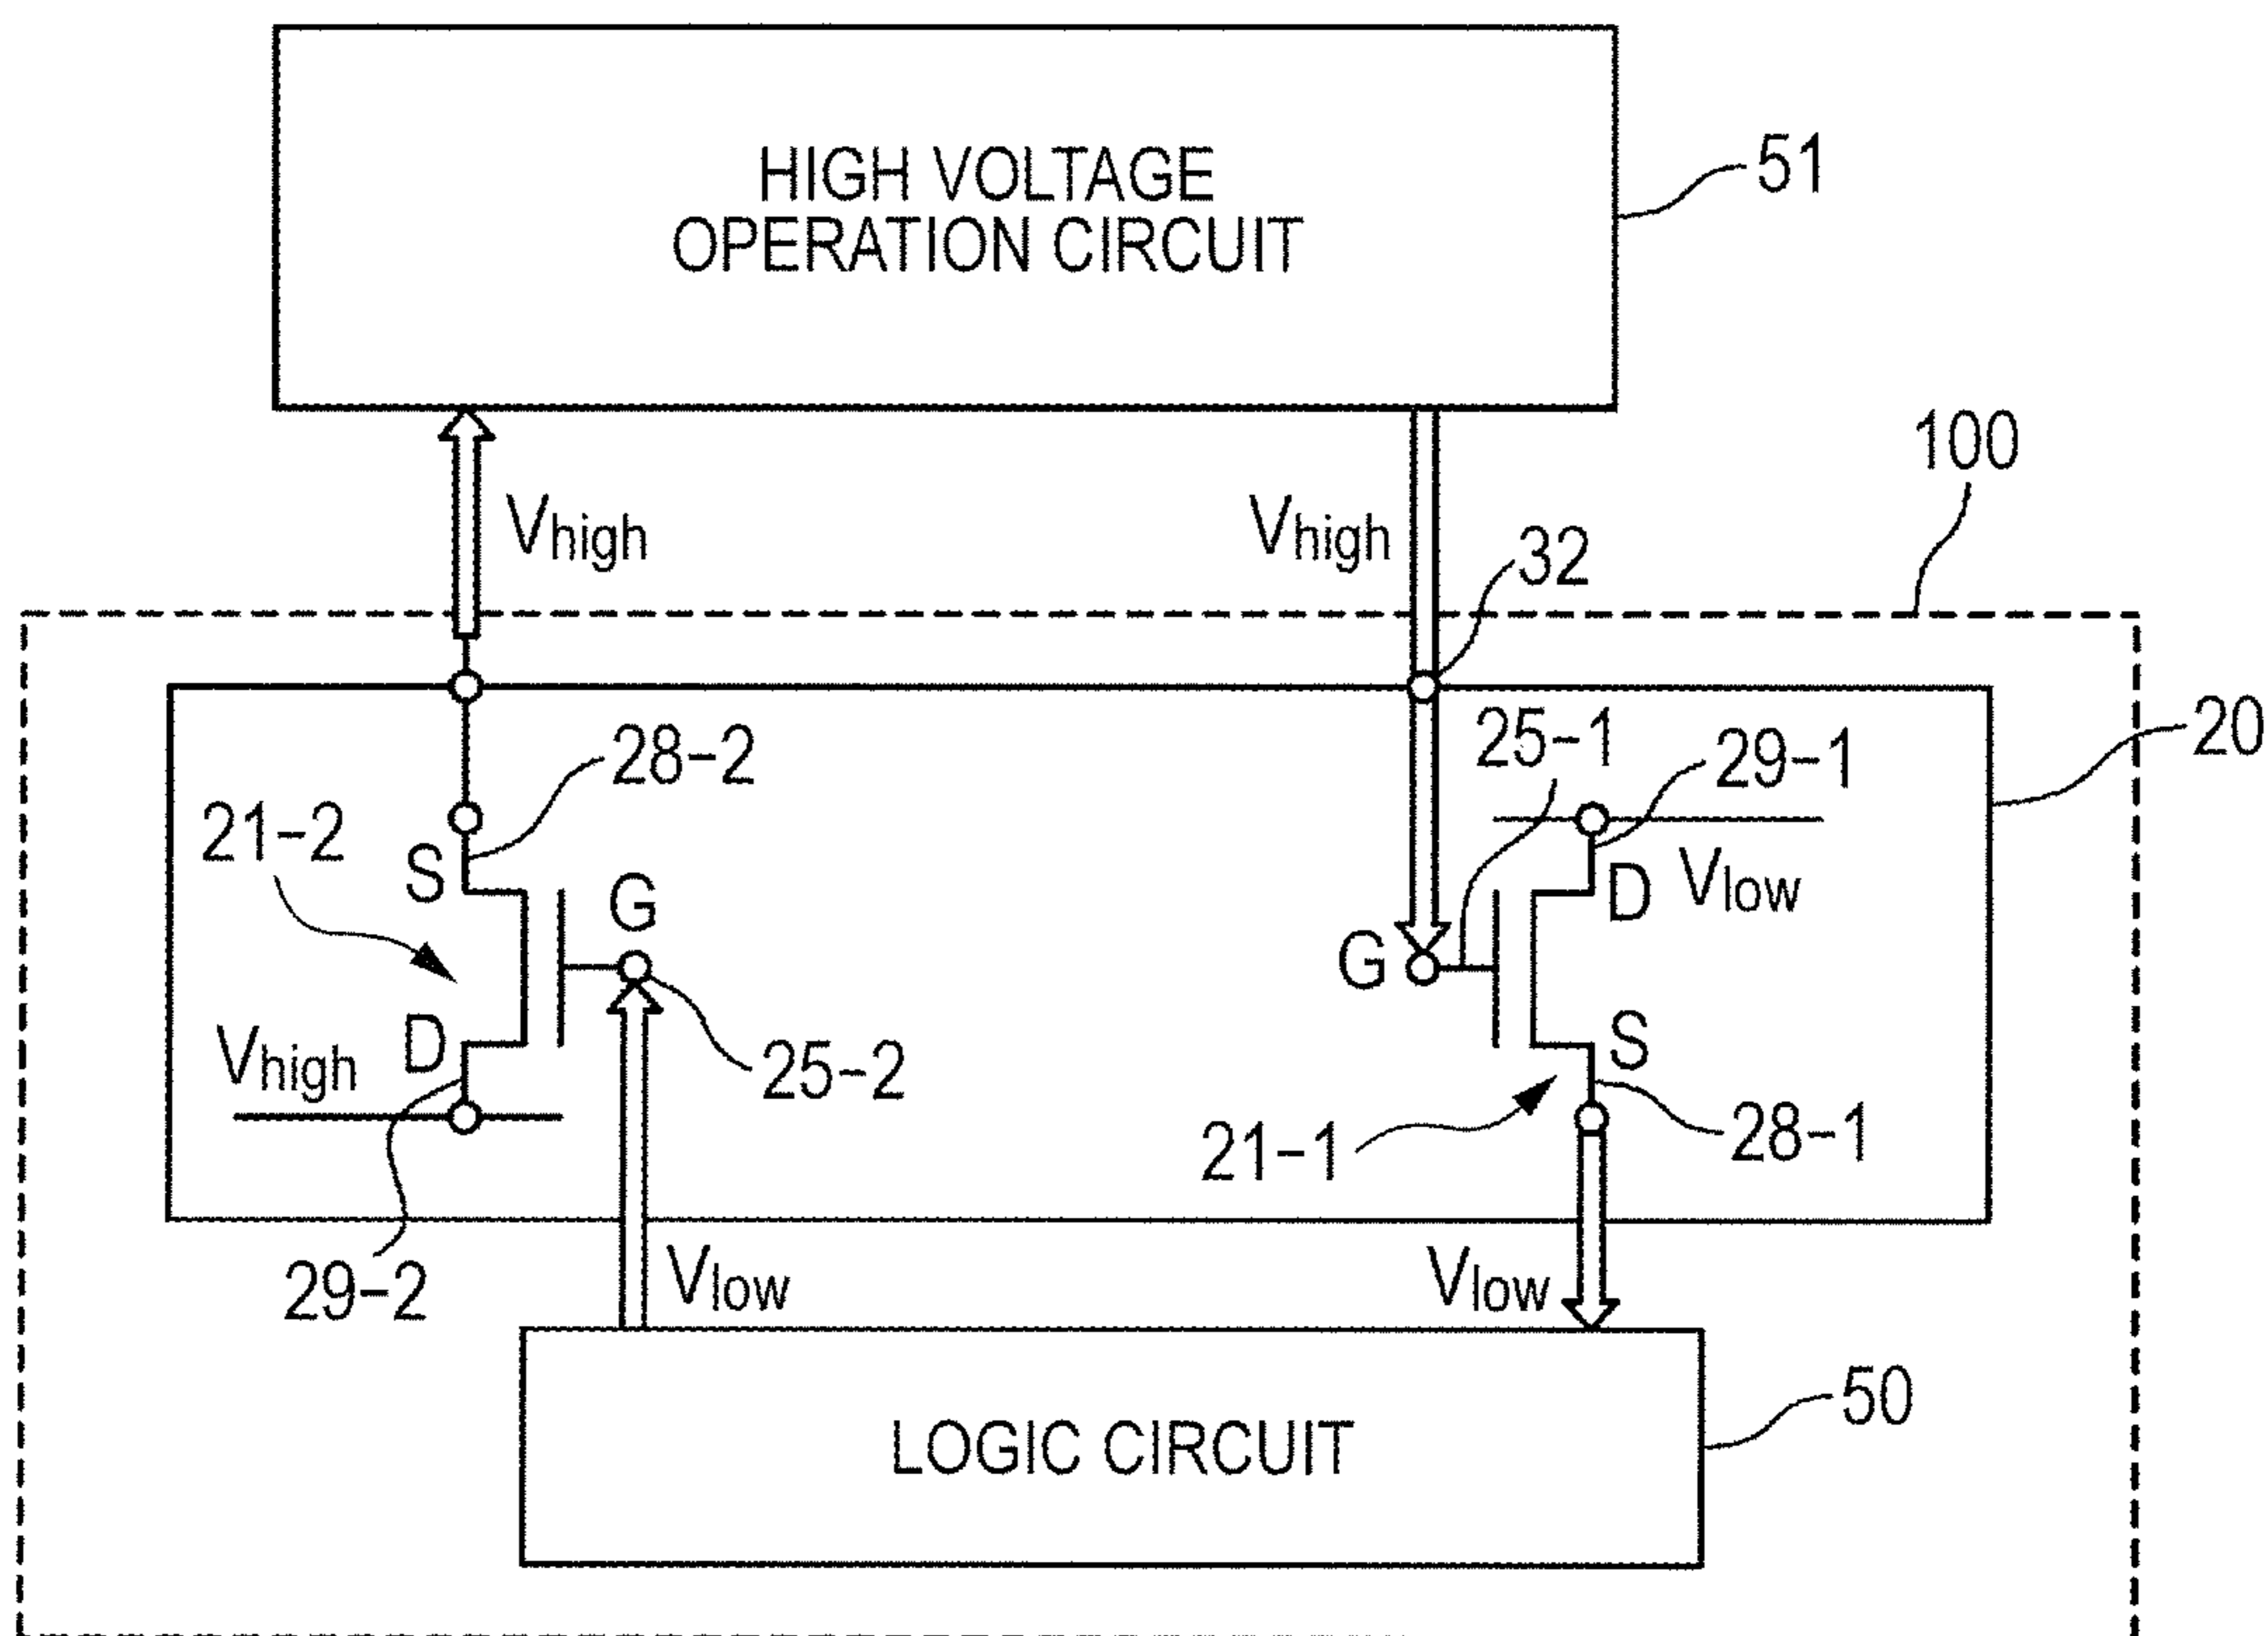 HIGH VOLTAGE
OPERATION CIRCUIT
51
100
Vhigh
Vhigh
32
20
28-2
25-1
29-1
21-2
S
G
D
Vlow
G
Vhigh
D
25-2
S
21-1
28-1
29-2
Vlow
Vlow
LOGIC CIRCUIT
50